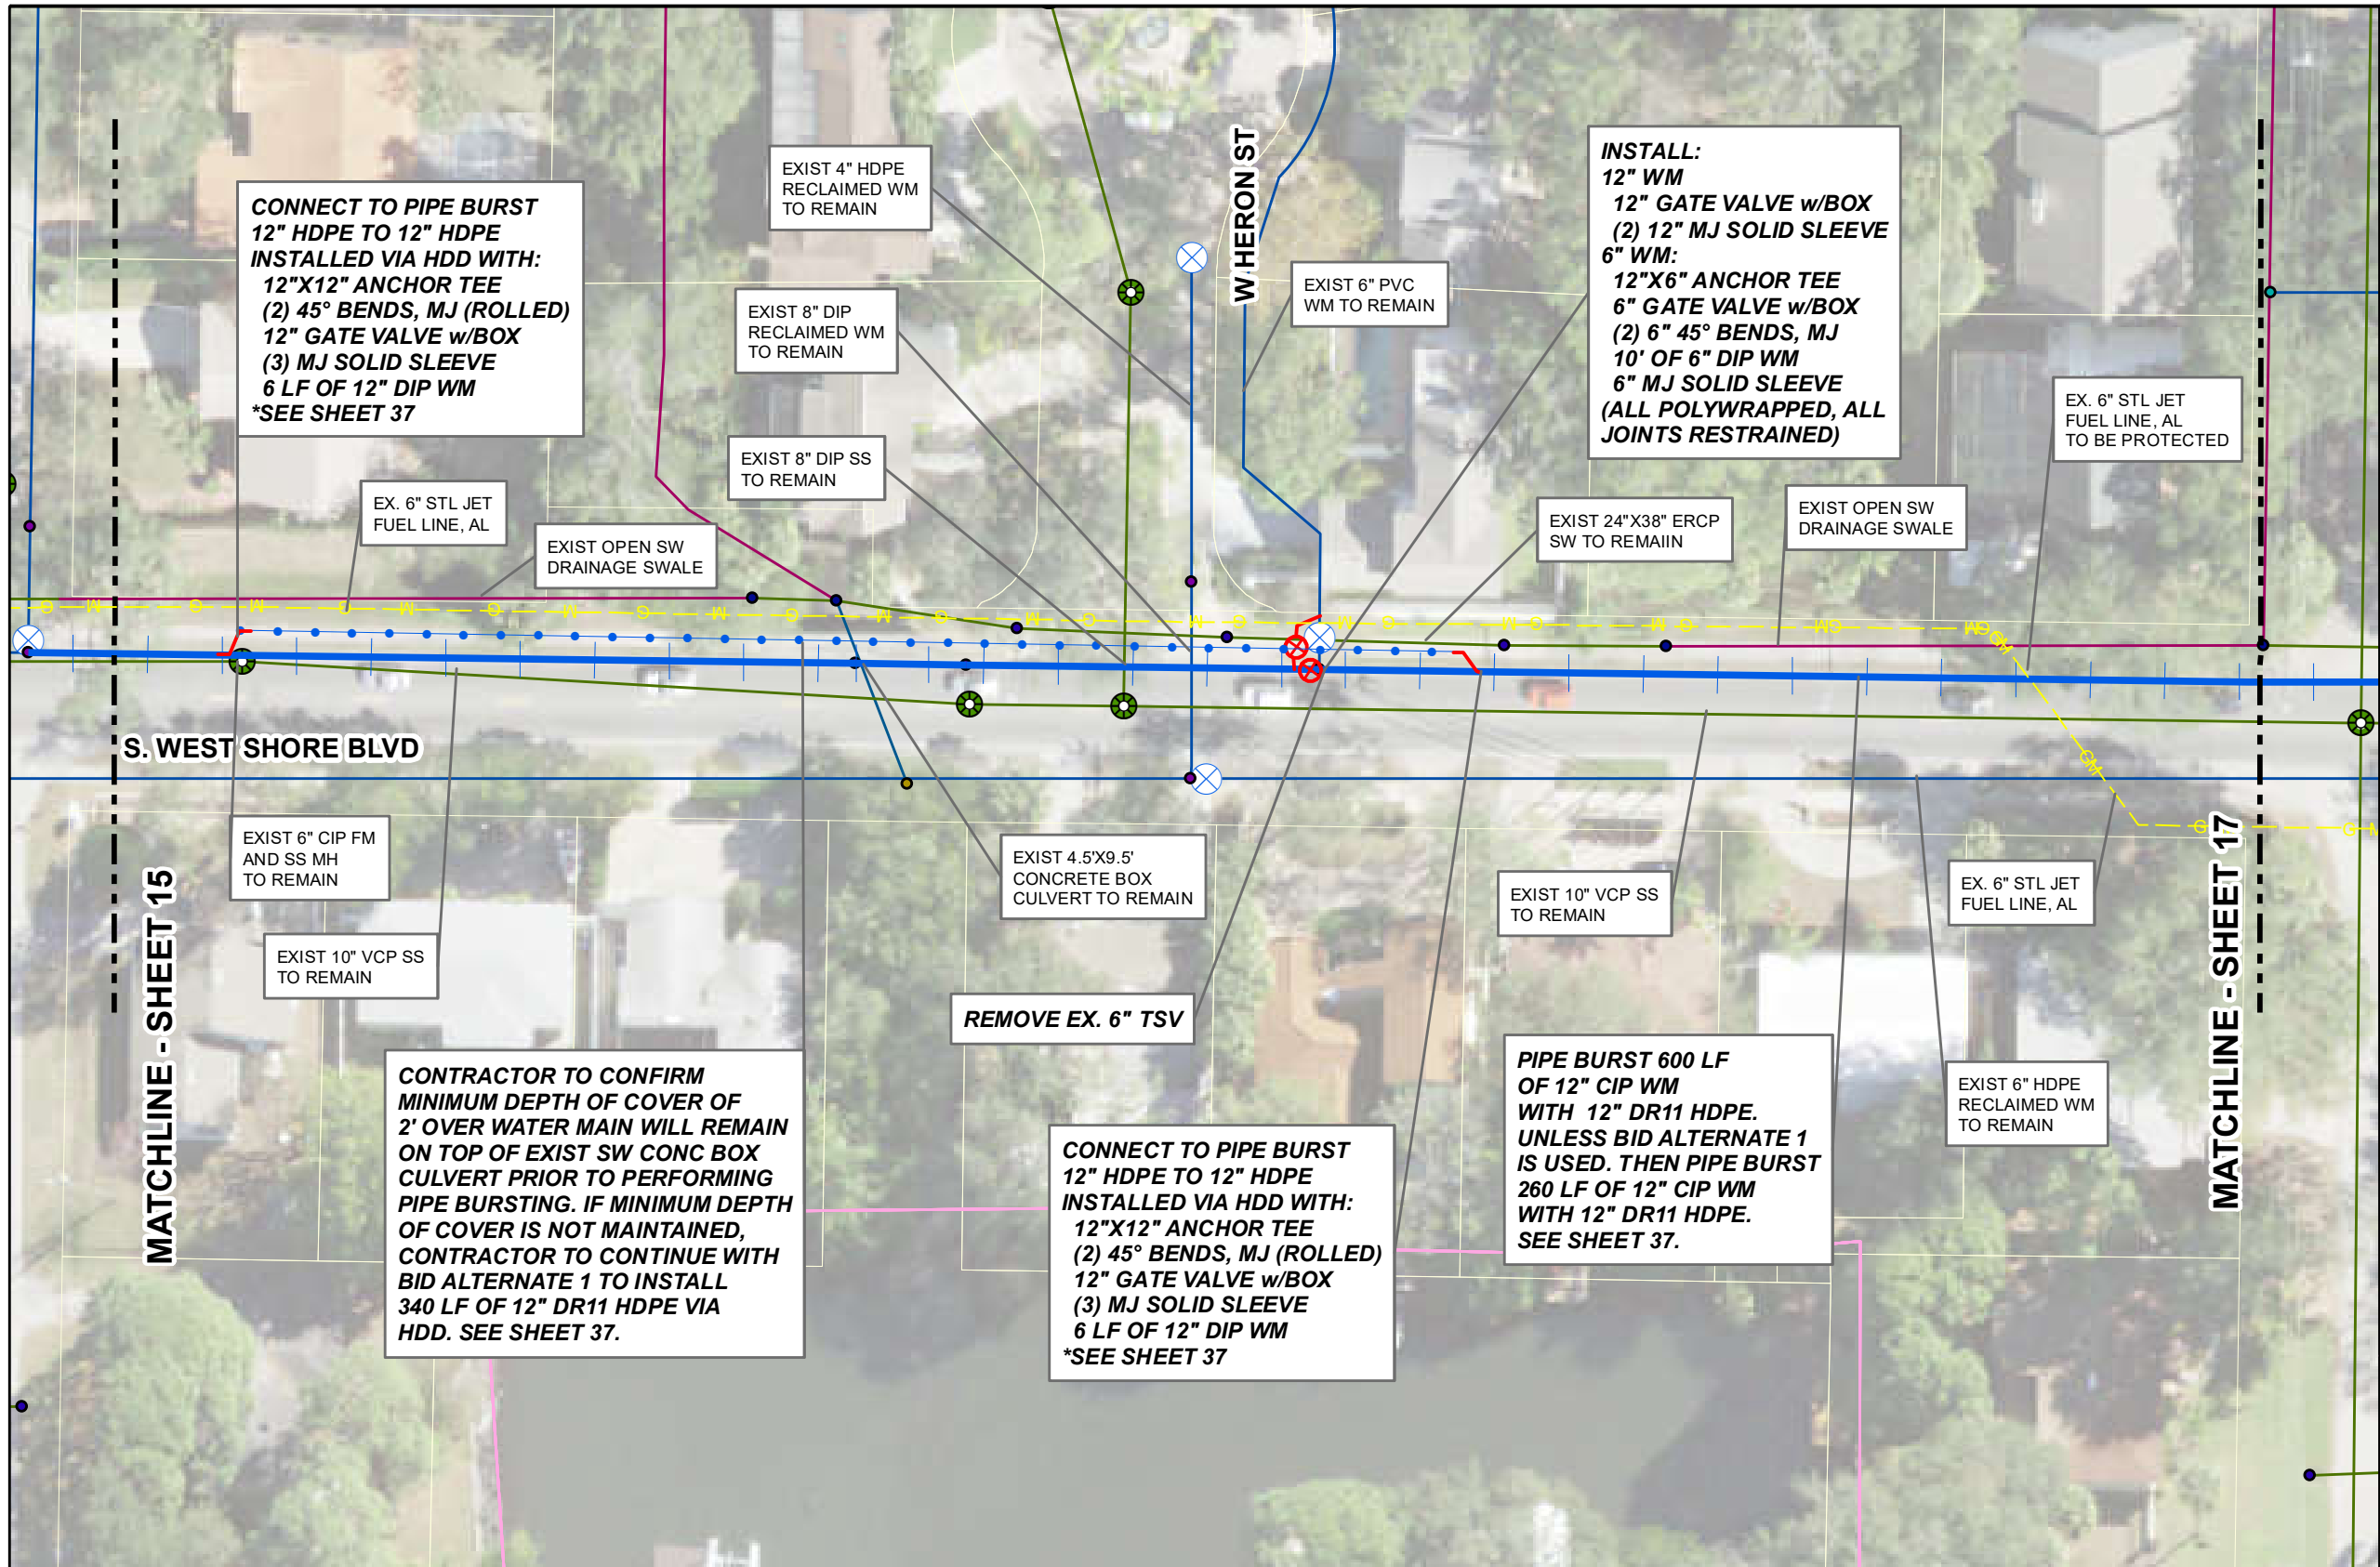 EXIST 4" HDPE
RECLAIMED WM
TO REMAIN
W HERON ST
INSTALL:
12" WM
12" GATE VALVE w/BOX
(2) 12" MJ SOLID SLEEVE
6" WM:
12"X6" ANCHOR TEE
6" GATE VALVE w/BOX
(2) 6" 45° BENDS, MJ
10' OF 6" DIP WM
6" MJ SOLID SLEEVE
(ALL POLYWRAPPED, ALL
JOINTS RESTRAINED)
CONNECT TO PIPE BURST
12" HDPE TO 12" HDPE
INSTALLED VIA HDD WITH:
12"X12" ANCHOR TEE
(2) 45° BENDS, MJ (ROLLED)
12" GATE VALVE w/BOX
(3) MJ SOLID SLEEVE
6 LF OF 12" DIP WM
*SEE SHEET 37
EXIST 8" DIP
RECLAIMED WM
TO REMAIN
EXIST 6" PVC
WM TO REMAIN
EX. 6" STL JET
FUEL LINE, AL
TO BE PROTECTED
EXIST 8" DIP SS
TO REMAIN
EX. 6" STL JET
FUEL LINE, AL
EXIST OPEN SW
DRAINAGE SWALE
EXIST 24"X38" ERCP
SW TO REMAIIN
EXIST OPEN SW
DRAINAGE SWALE
S. WEST SHORE BLVD
EXIST 6" CIP FM
AND SS MH
TO REMAIN
EXIST 10" VCP SS
TO REMAIN
EXIST 4.5'X9.5'
CONCRETE BOX
CULVERT TO REMAIN
EXIST 10" VCP SS
TO REMAIN
EX. 6" STL JET
FUEL LINE, AL
MATCHLINE - SHEET 15
MATCHLINE - SHEET 17
REMOVE EX. 6" TSV
CONTRACTOR TO CONFIRM
MINIMUM DEPTH OF COVER OF
2' OVER WATER MAIN WILL REMAIN
ON TOP OF EXIST SW CONC BOX
CULVERT PRIOR TO PERFORMING
PIPE BURSTING. IF MINIMUM DEPTH
OF COVER IS NOT MAINTAINED,
CONTRACTOR TO CONTINUE WITH
BID ALTERNATE 1 TO INSTALL
340 LF OF 12" DR11 HDPE VIA
HDD. SEE SHEET 37.
CONNECT TO PIPE BURST
12" HDPE TO 12" HDPE
INSTALLED VIA HDD WITH:
12"X12" ANCHOR TEE
(2) 45° BENDS, MJ (ROLLED)
12" GATE VALVE w/BOX
(3) MJ SOLID SLEEVE
6 LF OF 12" DIP WM
*SEE SHEET 37
PIPE BURST 600 LF
OF 12" CIP WM
WITH 12" DR11 HDPE.
UNLESS BID ALTERNATE 1
IS USED. THEN PIPE BURST
260 LF OF 12" CIP WM
WITH 12" DR11 HDPE.
SEE SHEET 37.
EXIST 6" HDPE
RECLAIMED WM
TO REMAIN